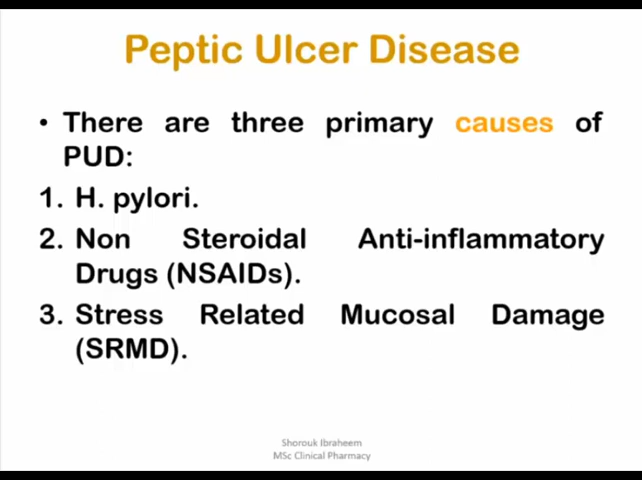 Peptic Ulcer Disease
• There are three primary causes of
PUD:
1. H. pylori.
2. Non Steroidal Anti-inflammatory
Drugs (NSAIDs).
3. Stress Related Mucosal Damage
(SRMD).
Shorouk Ibraheem
MSc Clinical Pharmacy